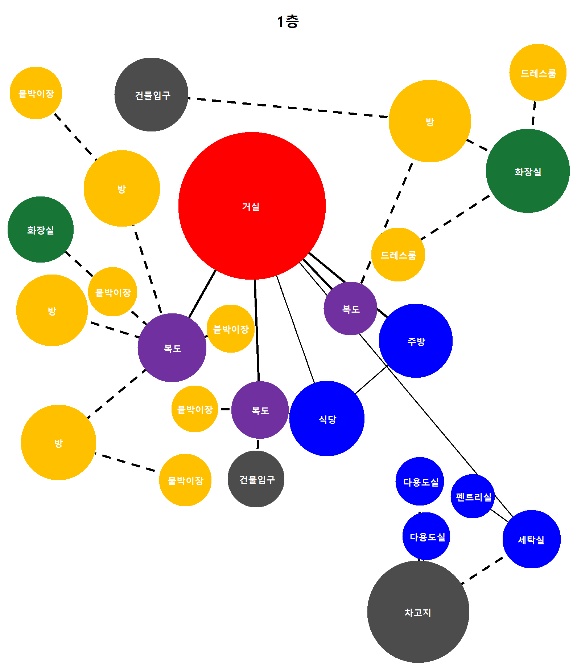 1층
드레스룸
붙박이장
건물입구
방
화장실
방
거실
화장실
드레스룸
붙박이장
방
복도
붙박이장
주방
복도
붙박이장
복도
식당
방
붙박이장
건물입구
다용도실
펜트리실
다용도실
세탁실
차고지